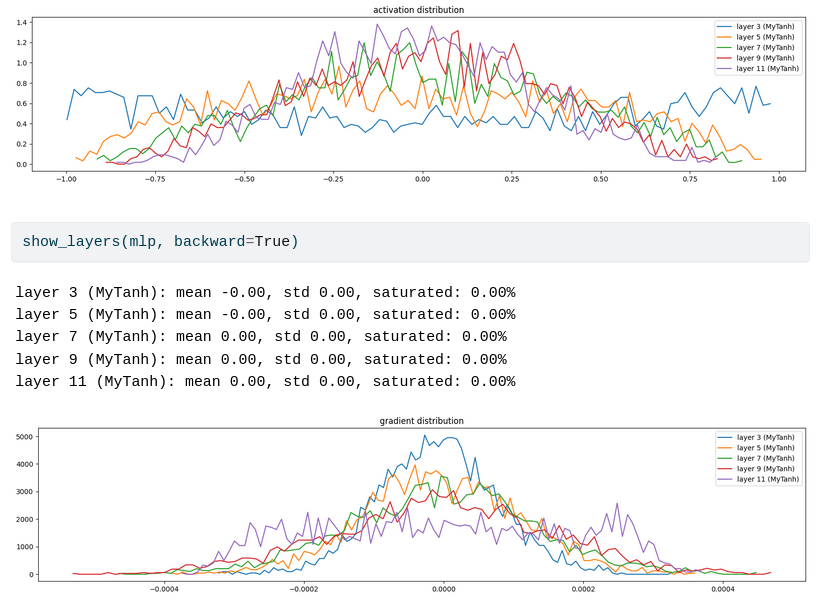 activation distribution
1.4
1.2
1.0
0.8
0.6
0.4
0.2
0.0
layer 3 (MyTanh)
layer 5 (MyTanh)
layer 7 (MyTanh)
layer 9 (MyTanh)
layer 11 (MyTanh)
−1.00 −0.75 −0.50 −0.25 0.00 0.25 0.50 0.75 1.00
show_layers(mlp, backward=True)
layer 3 (MyTanh): mean -0.00, std 0.00, saturated: 0.00%
layer 5 (MyTanh): mean -0.00, std 0.00, saturated: 0.00%
layer 7 (MyTanh): mean 0.00, std 0.00, saturated: 0.00%
layer 9 (MyTanh): mean 0.00, std 0.00, saturated: 0.00%
layer 11 (MyTanh): mean 0.00, std 0.00, saturated: 0.00%
gradient distribution
5000
4000
3000
2000
1000
0
layer 3 (MyTanh)
layer 5 (MyTanh)
layer 7 (MyTanh)
layer 9 (MyTanh)
layer 11 (MyTanh)
−0.0004 −0.0002 0.0000 0.0002 0.0004